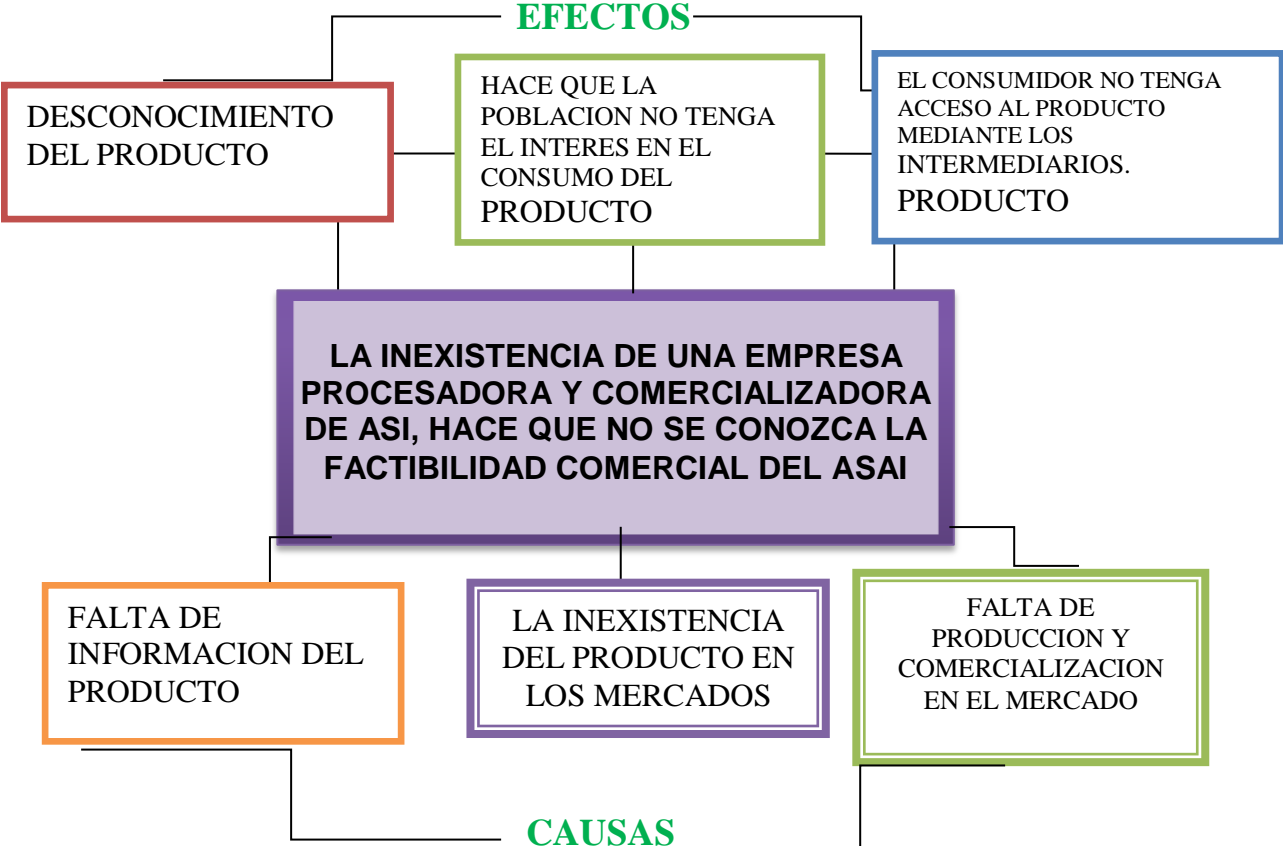 EFECTOS
DESCONOCIMIENTO
DEL PRODUCTO
HACE QUE LA
POBLACION NO TENGA
EL INTERES EN EL
CONSUMO DEL
PRODUCTO
EL CONSUMIDOR NO TENGA
ACCESO AL PRODUCTO
MEDIANTE LOS
INTERMEDIARIOS.
PRODUCTO
LA INEXISTENCIA DE UNA EMPRESA
PROCESADORA Y COMERCIALIZADORA
DE ASI, HACE QUE NO SE CONOZCA LA
FACTIBILIDAD COMERCIAL DEL ASAI
FALTA DE
INFORMACION DEL
PRODUCTO
LA INEXISTENCIA
DEL PRODUCTO EN
LOS MERCADOS
FALTA DE
PRODUCCION Y
COMERCIALIZACION
EN EL MERCADO
CAUSAS